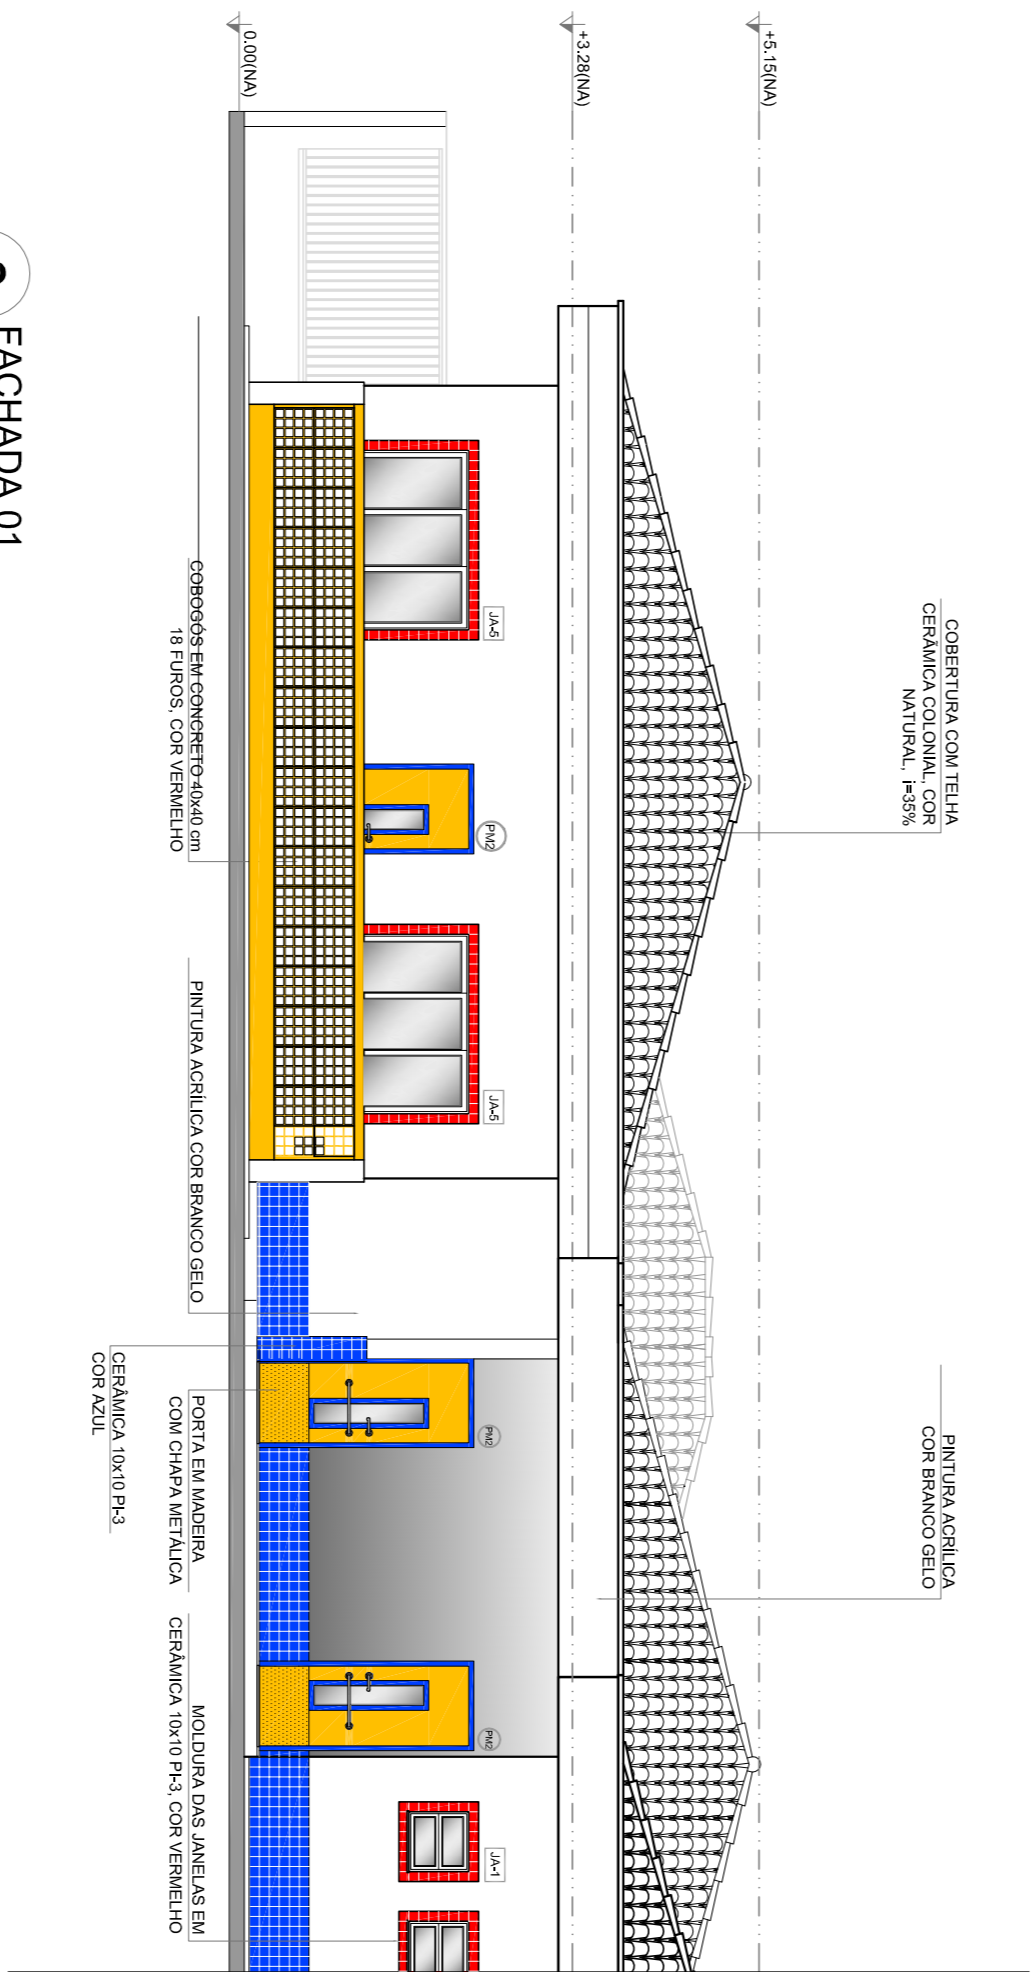 +5.15(NA)
+3.28(NA)
0.00(NA)
COBERTURA COM TELHA
CERÂMICA COLONIAL, COR
NATURAL, i=35%
PINTURA ACRÍLICA
COR BRANCO GELO
JA-5
PM2
JA-5
PM2
PM2
JA-1
COBOGÓS EM CONCRETO 40x40 cm
18 FUROS, COR VERMELHO
PINTURA ACRÍLICA COR BRANCO GELO
CERÂMICA 10x10 PI-3
COR AZUL
PORTA EM MADEIRA
COM CHAPA METÁLICA
MOLDURA DAS JANELAS EM
CERÂMICA 10x10 PI-3, COR VERMELHO
FACHADA 01